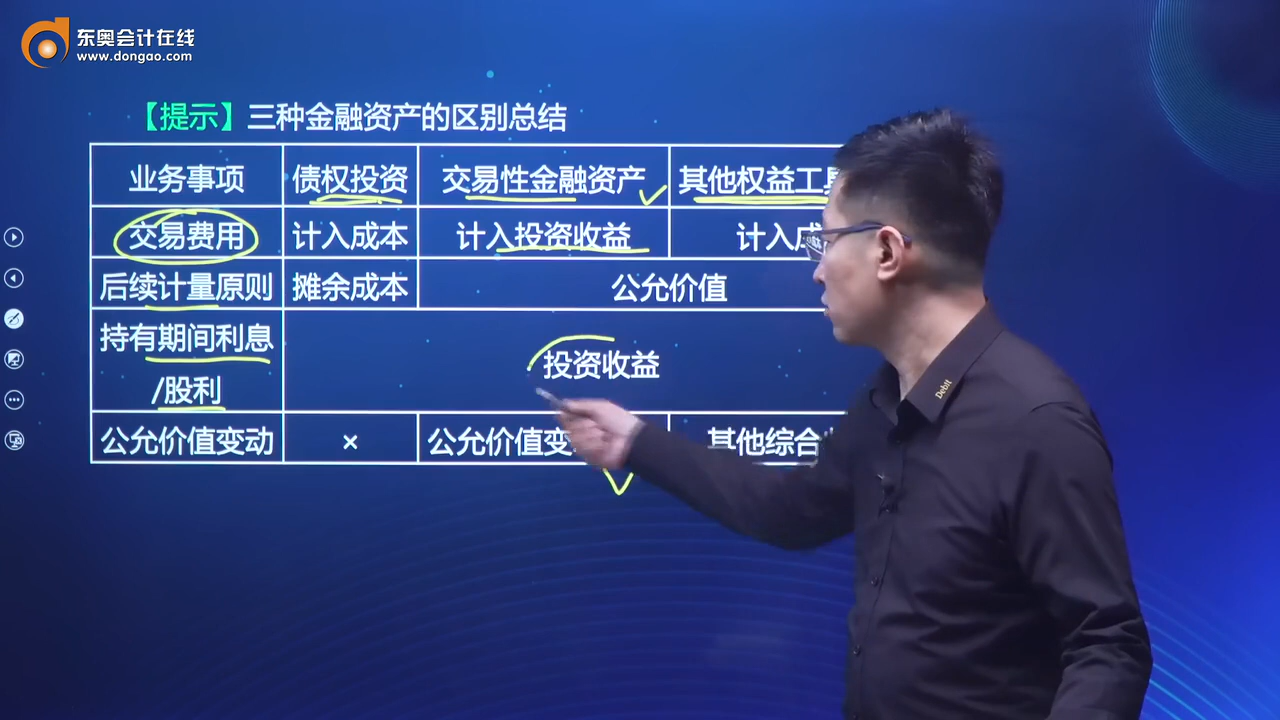 东奥会计在线
www.dongao.com
【提示】三种金融资产的区别总结
业务事项 债权投资 交易性金融资产 其他权益工具
交易费用 计入成本 计入投资收益 计入成
后续计量原则 摊余成本 公允价值
持有期间利息
/股利
投资收益
公允价值变动 × 公允价值变 其他综合
Debit